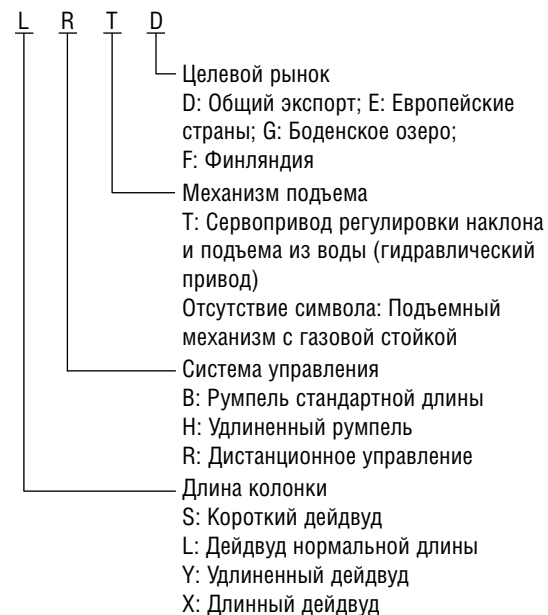 L R T D
Целевой рынок
D: Общий экспорт; E: Европейские
страны; G: Боденское озеро;
F: Финляндия
Механизм подъема
T: Сервопривод регулировки наклона
и подъема из воды (гидравлический
привод)
Отсутствие символа: Подъемный
механизм с газовой стойкой
Система управления
B: Румпель стандартной длины
H: Удлиненный румпель
R: Дистанционное управление
Длина колонки
S: Короткий дейдвуд
L: Дейдвуд нормальной длины
Y: Удлиненный дейдвуд
X: Длинный дейдвуд